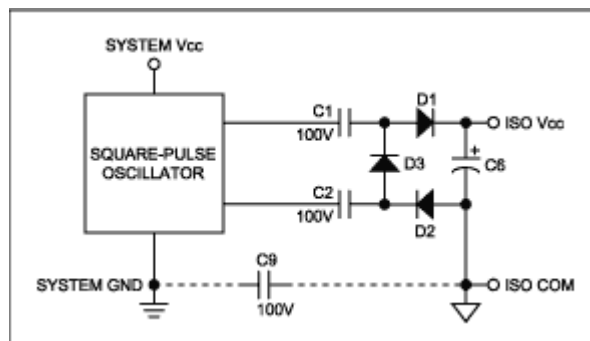 SYSTEM Vcc
C1
100V
D1
ISO Vcc
SQUARE-PULSE
OSCILLATOR
D3
C6
C2
100V
D2
C9
SYSTEM GND
ISO COM
100V